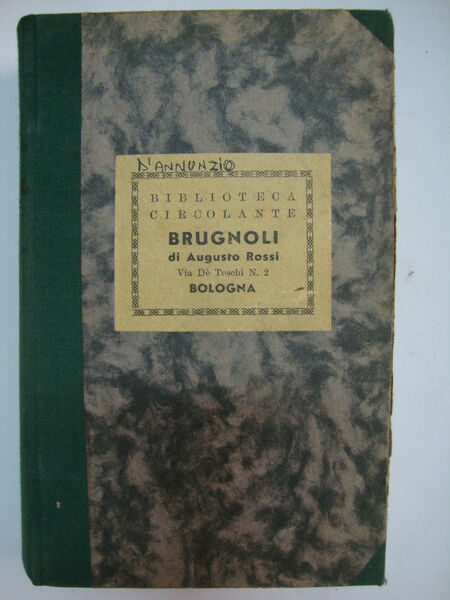 D'ANNUNZIO
BIBLIOTECA
CIRCOLANTE
BRUGNOLI
di Augusto Rossi
Via Dè Toschi N. 2
BOLOGNA